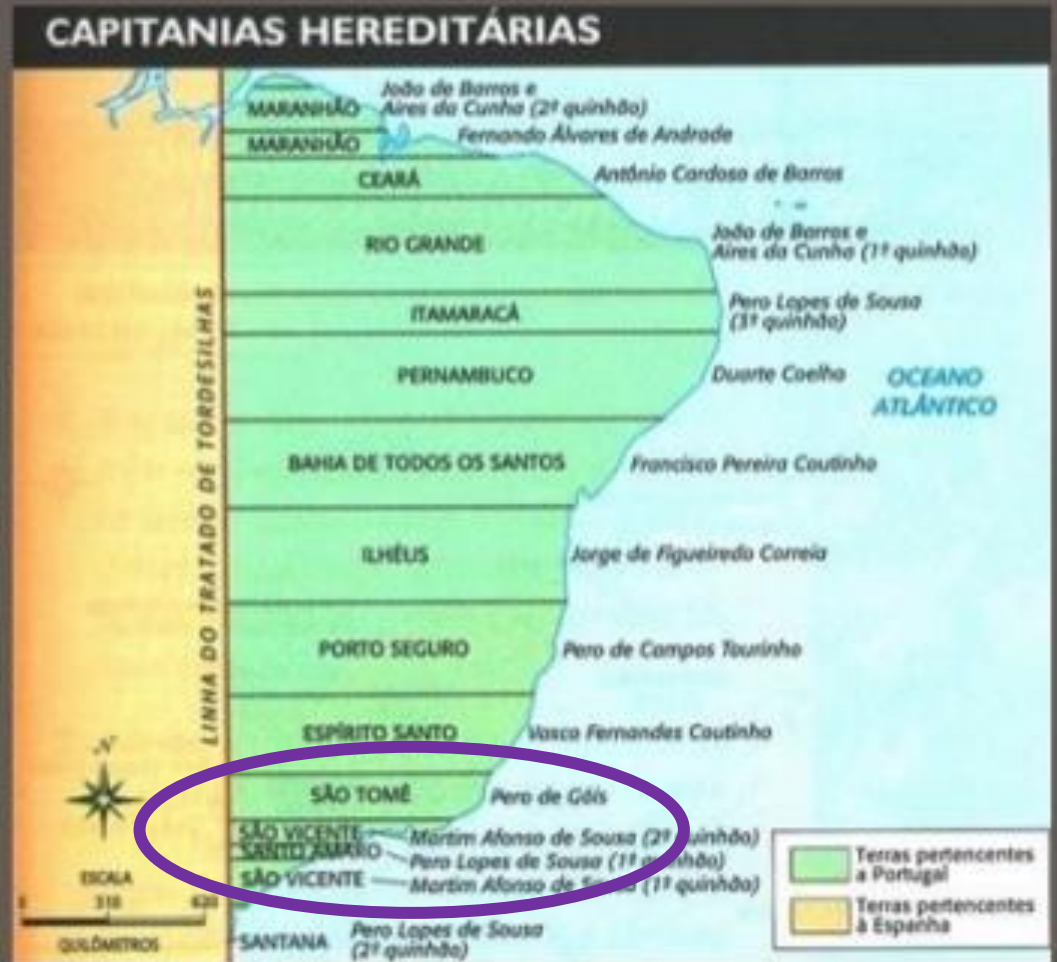 CAPITANIAS HEREDITÁRIAS
João de Barros e
Aires da Cunha (2º quinhão)
MARANHÃO
Fernando Álvares de Andrade
MARANHÃO
Antônio Cardoso de Barros
CEARÁ
João de Barros e
Aires da Cunha (1º quinhão)
RIO GRANDE
Pero Lopes de Sousa
(3º quinhão)
ITAMARACÁ
PERNAMBUCO
Duarte Coelho
OCEANO
ATLÂNTICO
BAHIA DE TODOS OS SANTOS
Francisco Pereira Coutinho
ILHÉUS
Jorge de Figueiredo Correia
PORTO SEGURO
Pero de Campos Tourinho
ESPÍRITO SANTO
Vasco Fernandes Coutinho
SÃO TOMÉ
Pero de Góis
SÃO VICENTE
Martim Afonso de Sousa (2º quinhão)
SANTO AMARO
Pero Lopes de Sousa (1º quinhão)
SÃO VICENTE
Martim Afonso de Sousa (1º quinhão)
SANTANA
Pero Lopes de Sousa
(2º quinhão)
LINHA DO TRATADO DE TORDESILHAS
N
ESCALA
0 310 620
QUILÔMETROS
Terras pertencentes
a Portugal
Terras pertencentes
à Espanha